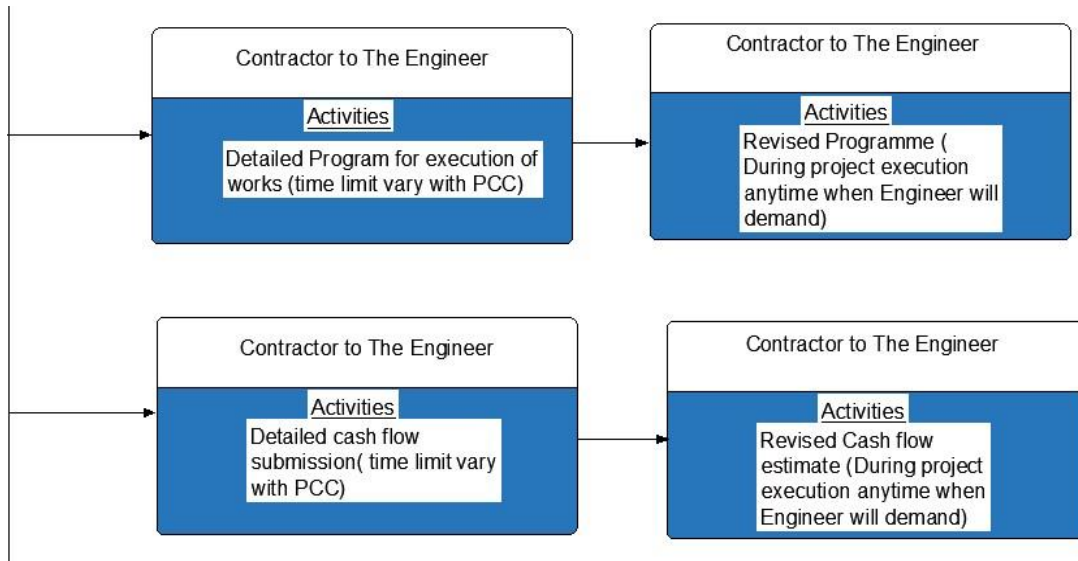 Contractor to The Engineer
Activities
Detailed Program for execution of
works (time limit vary with PCC)
Contractor to The Engineer
Activities
Revised Programme (
During project execution
anytime when Engineer will
demand)
Contractor to The Engineer
Activities
Detailed cash flow
submission( time limit vary
with PCC)
Contractor to The Engineer
Activities
Revised Cash flow
estimate (During project
execution anytime when
Engineer will demand)